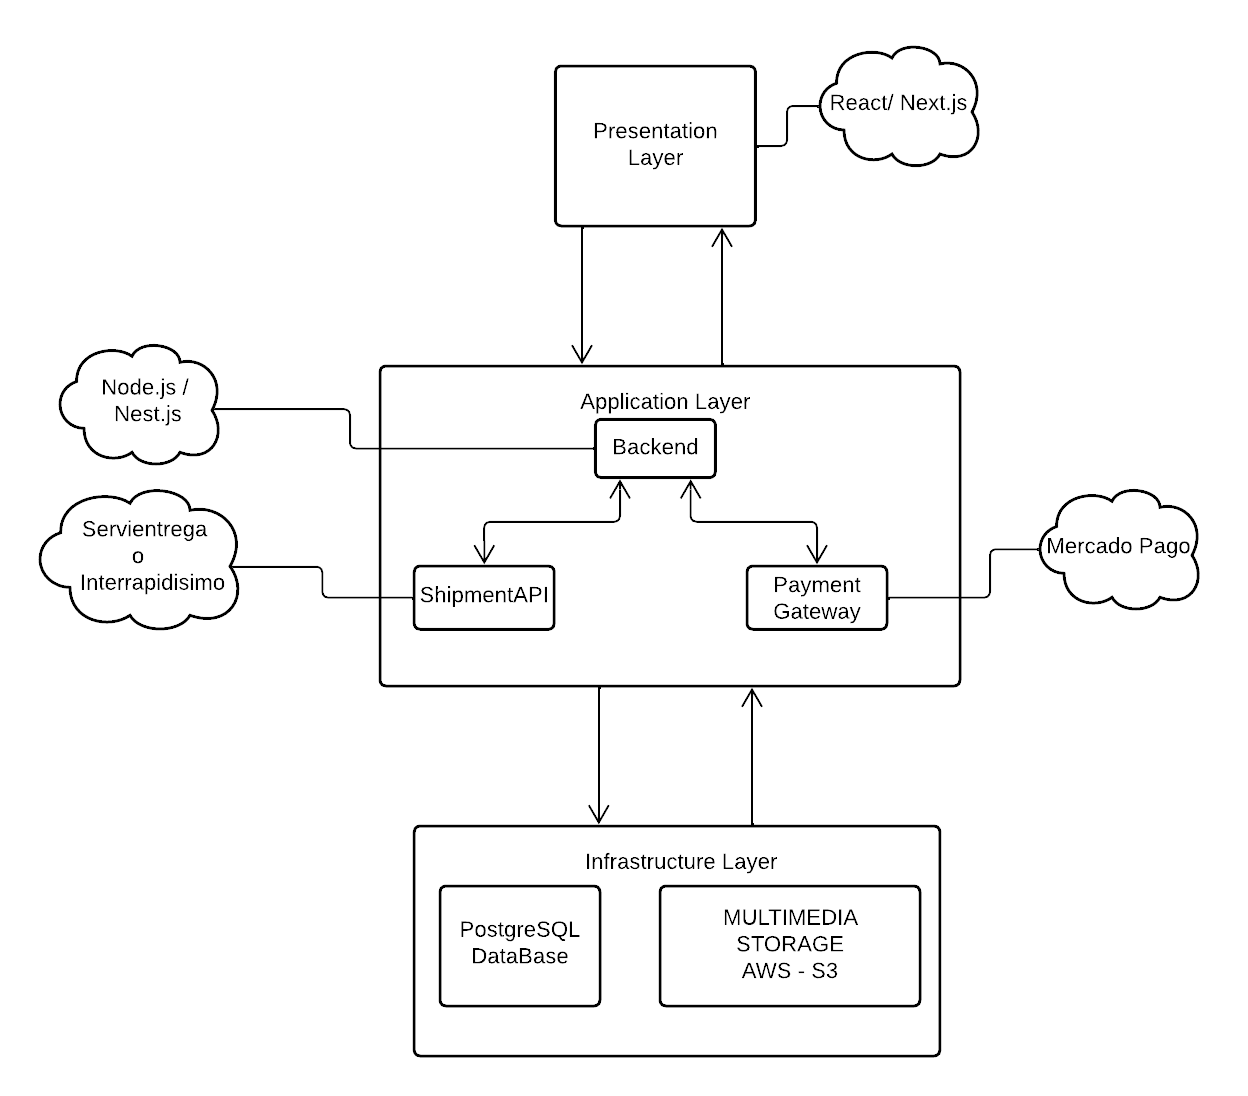 React/ Next.js
Presentation
Layer
Node.js /
Nest.js
Application Layer
Backend
Servientrega
o
Interrapidisimo
ShipmentAPI
Payment
Gateway
Mercado Pago
Infrastructure Layer
PostgreSQL
DataBase
MULTIMEDIA
STORAGE
AWS - S3